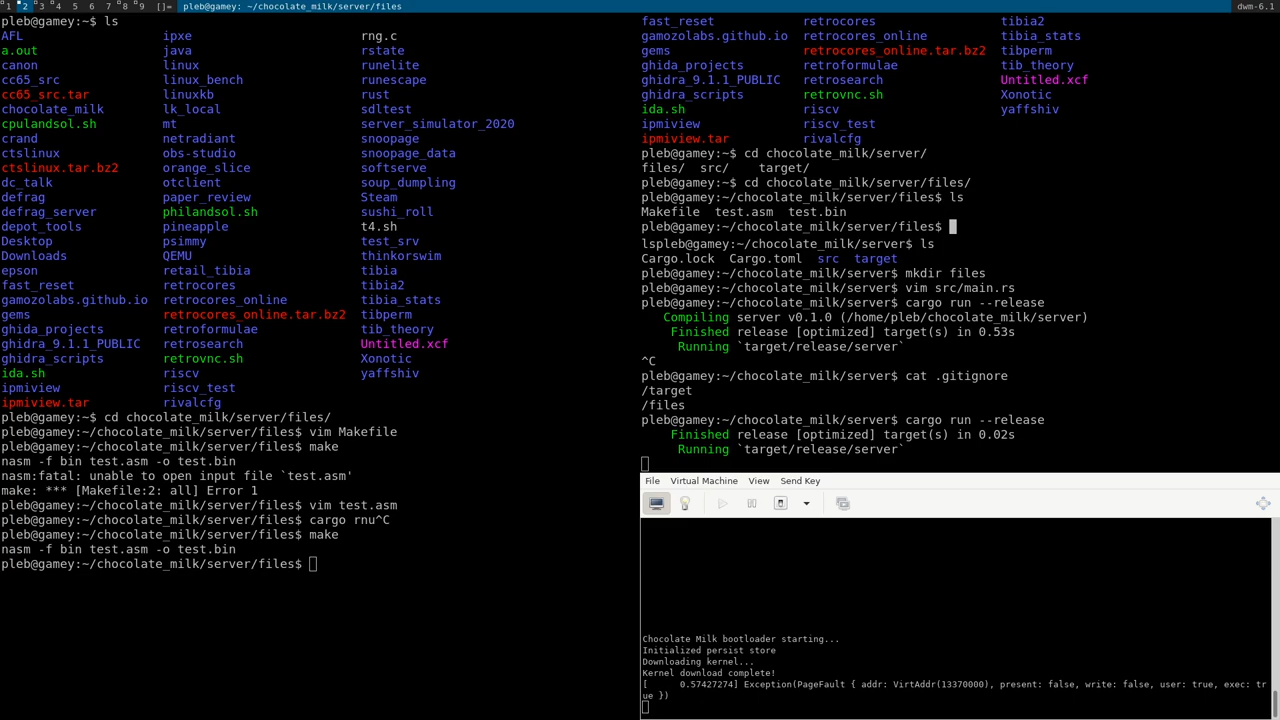 1 2 3 4 5 6 7 8 9 []= pleb@gamey: ~/chocolate_milk/server/files dwm-6.1
pleb@gamey:~$ ls
AFL ipxe rng.c
a.out java rstate
canon linux runelite
cc65_src linux_bench runescape
cc65_src.tar linuxkb rust
chocolate_milk lk_local sdltest
cpulandsol.sh mt server_simulator_2020
crand netradiant snoopage
ctslinux obs-studio snoopage_data
ctslinux.tar.bz2 orange_slice softserve
dc_talk otclient soup_dumpling
defrag paper_review Steam
defrag_server philandsol.sh sushi_roll
depot_tools pineapple t4.sh
Desktop psimmy test_srv
Downloads QEMU thinkorswim
epson retail_tibia tibia
fast_reset retrocores tibia2
gamozolabs.github.io retrocores_online tibia_stats
gems retrocores_online.tar.bz2 tibperm
ghida_projects retroformulae tib_theory
ghidra_9.1.1_PUBLIC retrosearch Untitled.xcf
ghidra_scripts retrovnc.sh Xonotic
ida.sh riscv yaffshiv
ipmiview riscv_test
ipmiview.tar rivalcfg
pleb@gamey:~$ cd chocolate_milk/server/files/
pleb@gamey:~/chocolate_milk/server/files$ vim Makefile
pleb@gamey:~/chocolate_milk/server/files$ make
nasm -f bin test.asm -o test.bin
nasm:fatal: unable to open input file `test.asm'
make: *** [Makefile:2: all] Error 1
pleb@gamey:~/chocolate_milk/server/files$ vim test.asm
pleb@gamey:~/chocolate_milk/server/files$ cargo rnu^C
pleb@gamey:~/chocolate_milk/server/files$ make
nasm -f bin test.asm -o test.bin
pleb@gamey:~/chocolate_milk/server/files$
fast_reset retrocores tibia2
gamozolabs.github.io retrocores_online tibia_stats
gems retrocores_online.tar.bz2 tibperm
ghida_projects retroformulae tib_theory
ghidra_9.1.1_PUBLIC retrosearch Untitled.xcf
ghidra_scripts retrovnc.sh Xonotic
ida.sh riscv yaffshiv
ipmiview riscv_test
ipmiview.tar rivalcfg
pleb@gamey:~$ cd chocolate_milk/server/
files/ src/ target/
pleb@gamey:~$ cd chocolate_milk/server/files/
pleb@gamey:~/chocolate_milk/server/files$ ls
Makefile test.asm test.bin
pleb@gamey:~/chocolate_milk/server/files$
lspleb@gamey:~/chocolate_milk/server$ ls
Cargo.lock Cargo.toml src target
pleb@gamey:~/chocolate_milk/server$ mkdir files
pleb@gamey:~/chocolate_milk/server$ vim src/main.rs
pleb@gamey:~/chocolate_milk/server$ cargo run --release
Compiling server v0.1.0 (/home/pleb/chocolate_milk/server)
Finished release [optimized] target(s) in 0.53s
Running `target/release/server`
^C
pleb@gamey:~/chocolate_milk/server$ cat .gitignore
/target
/files
pleb@gamey:~/chocolate_milk/server$ cargo run --release
Finished release [optimized] target(s) in 0.02s
Running `target/release/server`
File Virtual Machine View Send Key
Chocolate Milk bootloader starting...
Initialized persist store
Downloading kernel...
Kernel download complete!
[ 0.57427274] Exception(PageFault { addr: VirtAddr(13370000), present: false, write: false, user: true, exec: tr
ue })